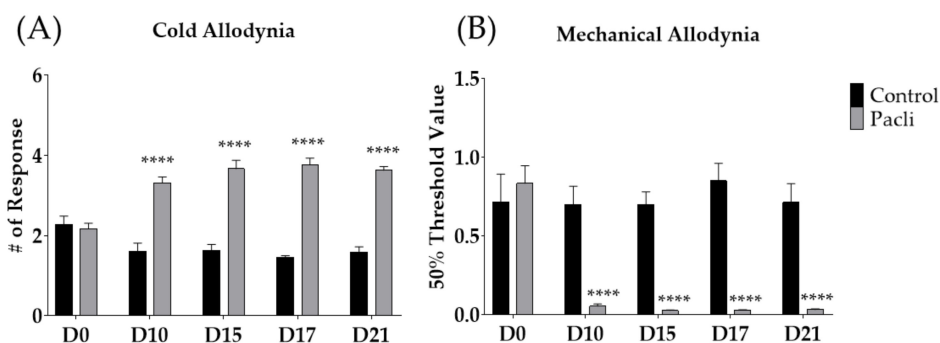 (A)
Cold Allodynia
# of Response
6
4
2
0
****
****
****
****
D0 D10 D15 D17 D21
(B)
Mechanical Allodynia
50% Threshold Value
1.5
1.0
0.5
0.0
****
****
****
****
D0 D10 D15 D17 D21
Control
Pacli